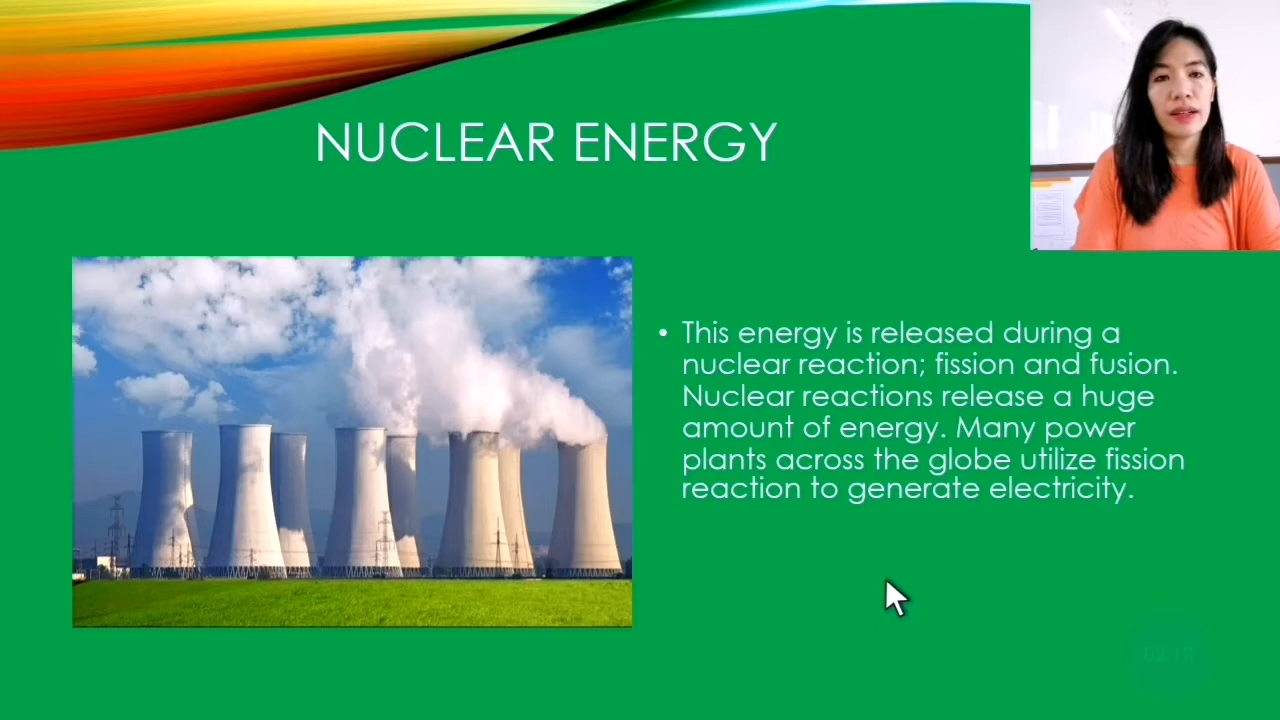 NUCLEAR ENERGY
• This energy is released during a
nuclear reaction; fission and fusion.
Nuclear reactions release a huge
amount of energy. Many power
plants across the globe utilize fission
reaction to generate electricity.